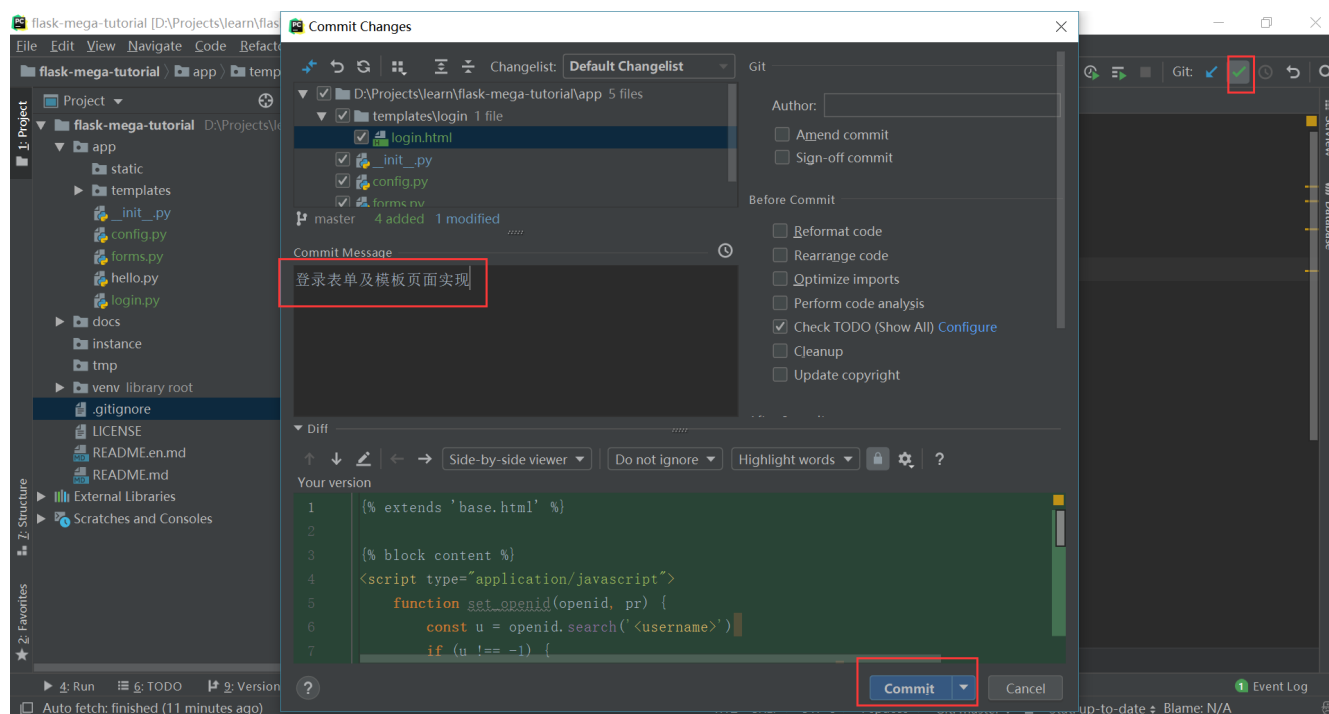 flask-mega-tutorial [D:\Projects\learn\flas
Commit Changes
File Edit View Navigate Code Refact
flask-mega-tutorial app temp
Changelist: Default Changelist
Git
Git:
Project
flask-mega-tutorial D:\Projects\le
app
static
templates
__init__.py
config.py
forms.py
hello.py
login.py
docs
instance
tmp
venv library root
.gitignore
LICENSE
README.en.md
README.md
External Libraries
Scratches and Consoles
1: Project
7: Structure
2: Favorites
D:\Projects\learn\flask-mega-tutorial\app 5 files
templates\login 1 file
login.html
__init__.py
config.py
forms.py
master 4 added 1 modified
Commit Message
登录表单及模板页面实现
Author:
Amend commit
Sign-off commit
Before Commit
Reformat code
Rearrange code
Optimize imports
Perform code analysis
Check TODO (Show All) Configure
Cleanup
Update copyright
Diff
Side-by-side viewer Do not ignore Highlight words ?
Your version
1 {% extends 'base.html' %}
2
3 {% block content %}
4 <script type="application/javascript">
5 function set_openid(openid, pr) {
6 const u = openid.search('<username>')
7 if (u !== -1) {
? Commit Cancel
Database
4: Run 6: TODO 9: Version
1 Event Log
Auto fetch: finished (11 minutes ago)
up-to-date Blame: N/A